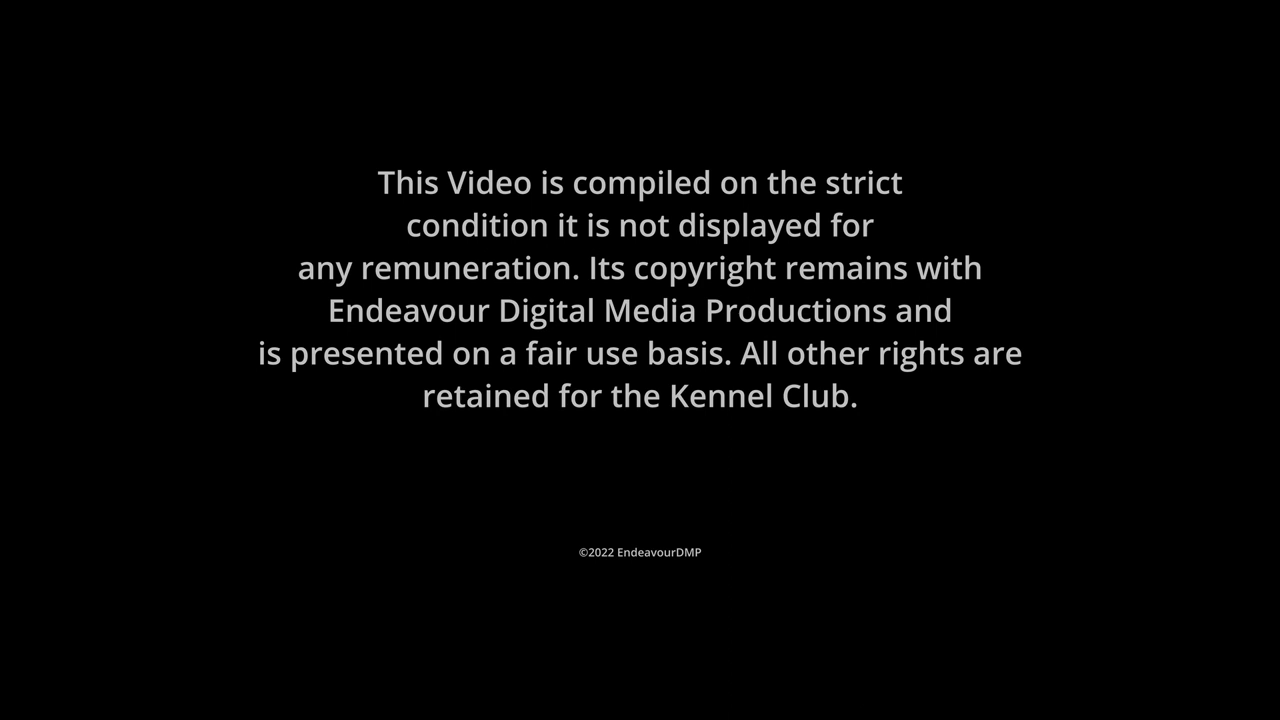 This Video is compiled on the strict
condition it is not displayed for
any remuneration. Its copyright remains with
Endeavour Digital Media Productions and
is presented on a fair use basis. All other rights are
retained for the Kennel Club.
©2022 EndeavourDMP